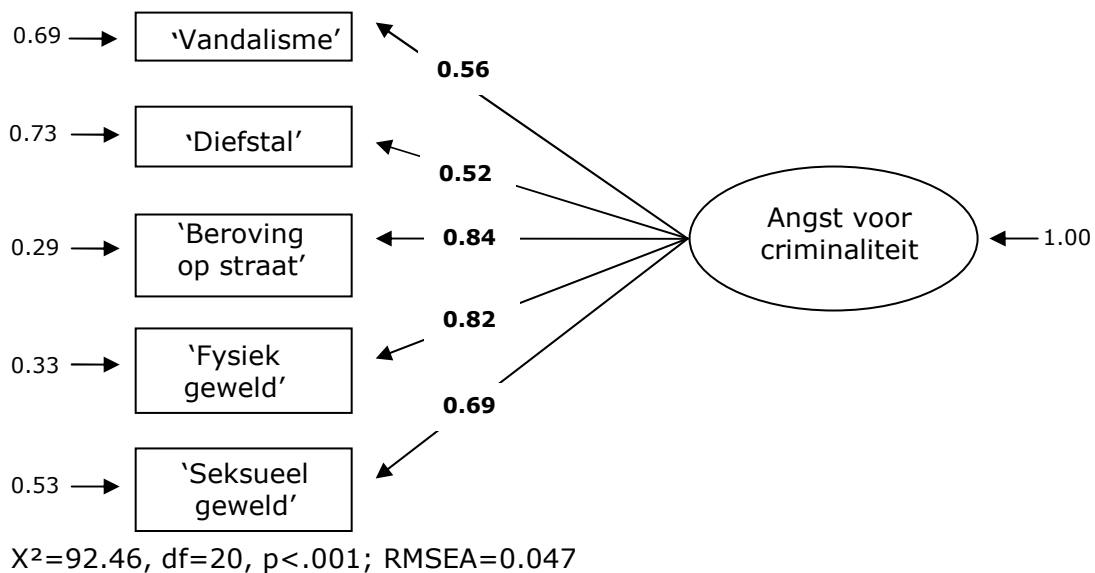 0.69
‘Vandalisme’
0.56
0.73
‘Diefstal’
0.52
0.29
‘Beroving
op straat’
0.84
Angst voor
criminaliteit
1.00
0.82
0.33
‘Fysiek
geweld’
0.69
0.53
‘Seksueel
geweld’
X²=92.46, df=20, p<.001; RMSEA=0.047